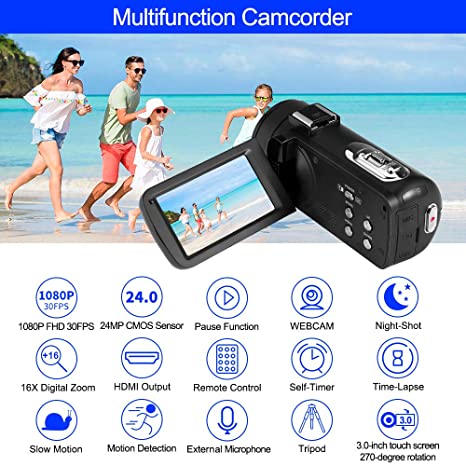 Multifunction Camcorder
1080P
30FPS
24.0
1080P FHD 30FPS
24MP CMOS Sensor
Pause Function
WEBCAM
Night-Shot
+16
16X Digital Zoom
HDMI Output
Remote Control
Self-Timer
Time-Lapse
3.0
Slow Motion
Motion Detection
External Microphone
Tripod
3.0-inch touch screen
270-degree rotation